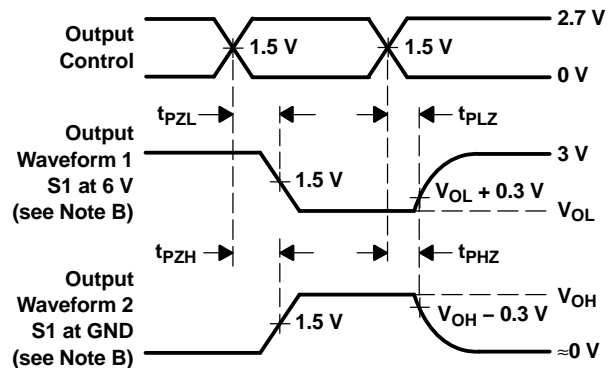 Output
Control
1.5 V
1.5 V
2.7 V
0 V
tPZL
tPLZ
Output
Waveform 1
S1 at 6 V
(see Note B)
1.5 V
3 V
VOL + 0.3 V
VOL
tPZH
tPHZ
Output
Waveform 2
S1 at GND
(see Note B)
1.5 V
VOH
VOH − 0.3 V
≈0 V